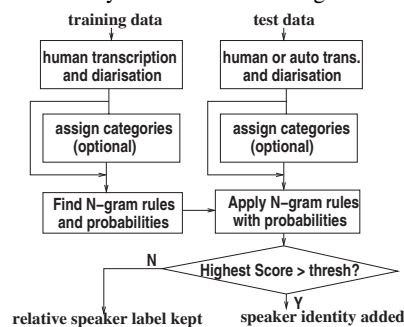 training data
test data
human transcription
and diarisation
human or auto trans.
and diarisation
assign categories
(optional)
assign categories
(optional)
Find N-gram rules
and probabilities
Apply N-gram rules
with probabilities
Highest Score > thresh?
N
Y
relative speaker label kept
speaker identity added